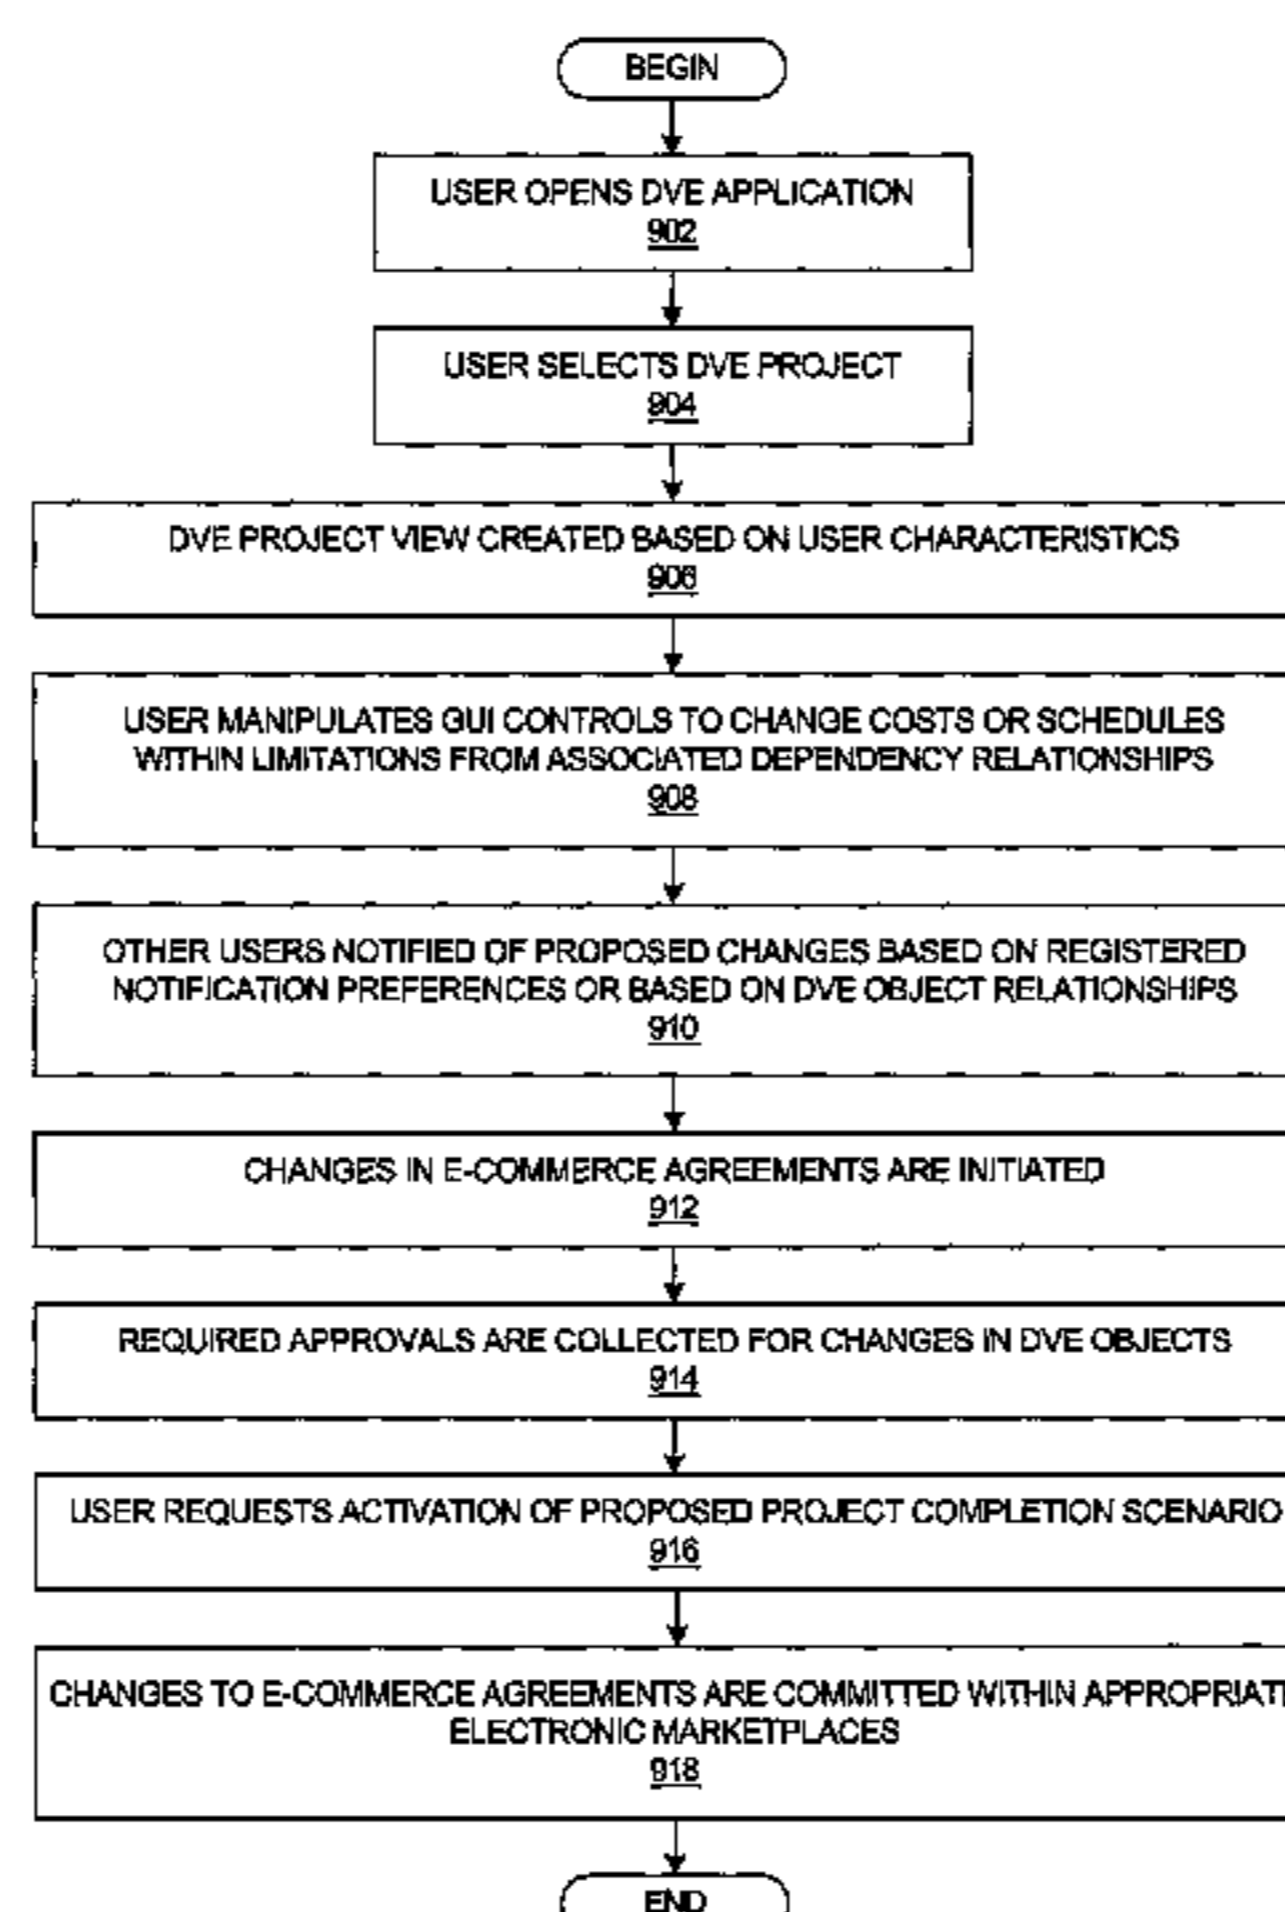 BEGIN
USER OPENS DVE APPLICATION
902
USER SELECTS DVE PROJECT
904
DVE PROJECT VIEW CREATED BASED ON USER CHARACTERISTICS
906
USER MANIPULATES GUI CONTROLS TO CHANGE COSTS OR SCHEDULES
WITHIN LIMITATIONS FROM ASSOCIATED DEPENDENCY RELATIONSHIPS
908
OTHER USERS NOTIFIED OF PROPOSED CHANGES BASED ON REGISTERED
NOTIFICATION PREFERENCES OR BASED ON DVE OBJECT RELATIONSHIPS
910
CHANGES IN E-COMMERCE AGREEMENTS ARE INITIATED
912
REQUIRED APPROVALS ARE COLLECTED FOR CHANGES IN DVE OBJECTS
914
USER REQUESTS ACTIVATION OF PROPOSED PROJECT COMPLETION SCENARIO
916
CHANGES TO E-COMMERCE AGREEMENTS ARE COMMITTED WITHIN
ELECTRONIC MARKETPLACES
918
END